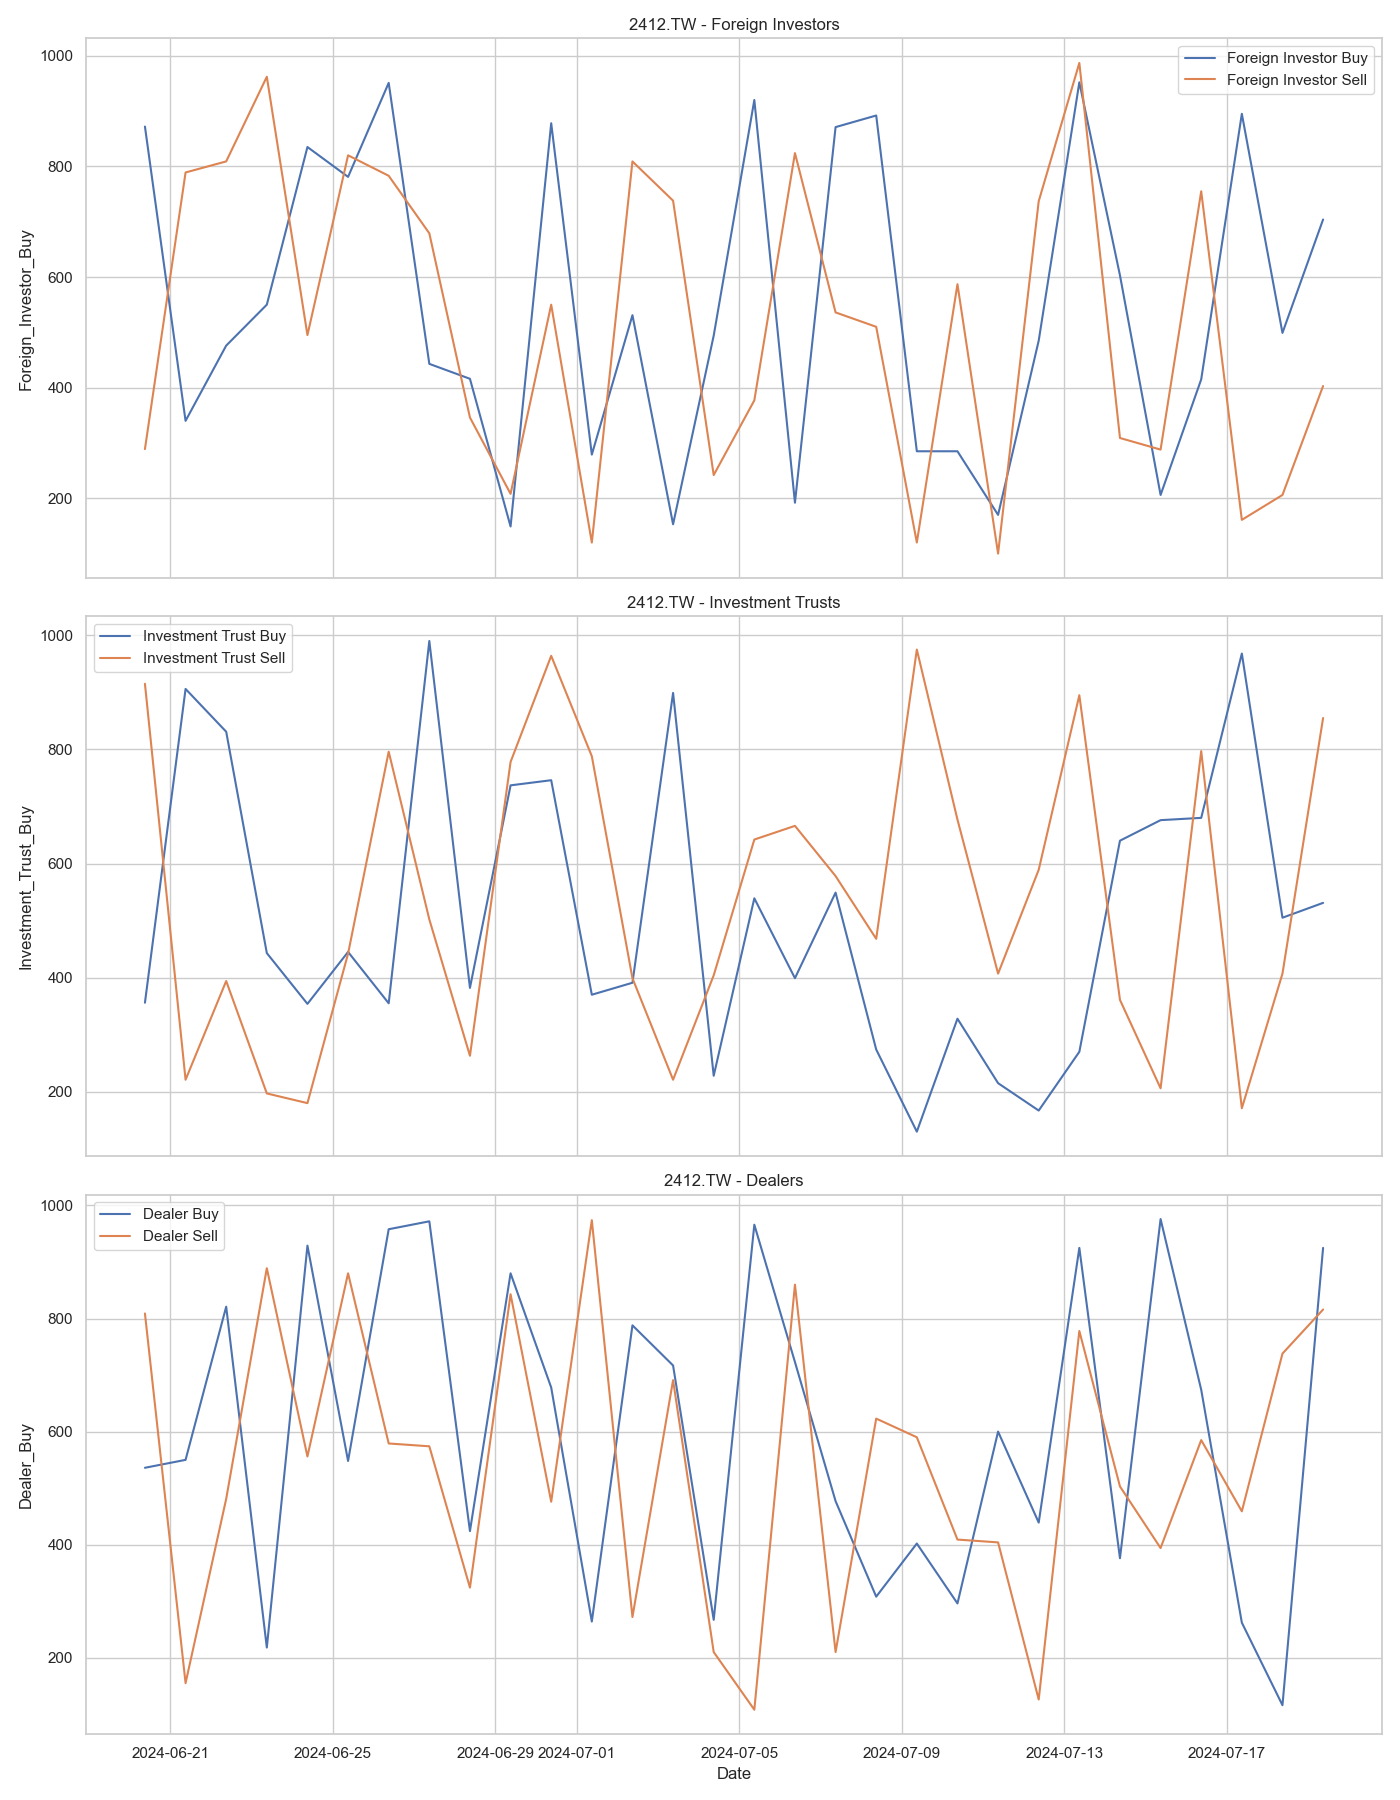 2412.TW - Foreign Investors
Foreign Investor Buy
Foreign Investor Sell
1000
800
600
400
200
Foreign_Investor_Buy
2412.TW - Investment Trusts
Investment Trust Buy
Investment Trust Sell
1000
800
600
400
200
Investment_Trust_Buy
2412.TW - Dealers
Dealer Buy
Dealer Sell
1000
800
600
400
200
Dealer_Buy
2024-06-21 2024-06-25 2024-06-29 2024-07-01 2024-07-05 2024-07-09 2024-07-13 2024-07-17
Date